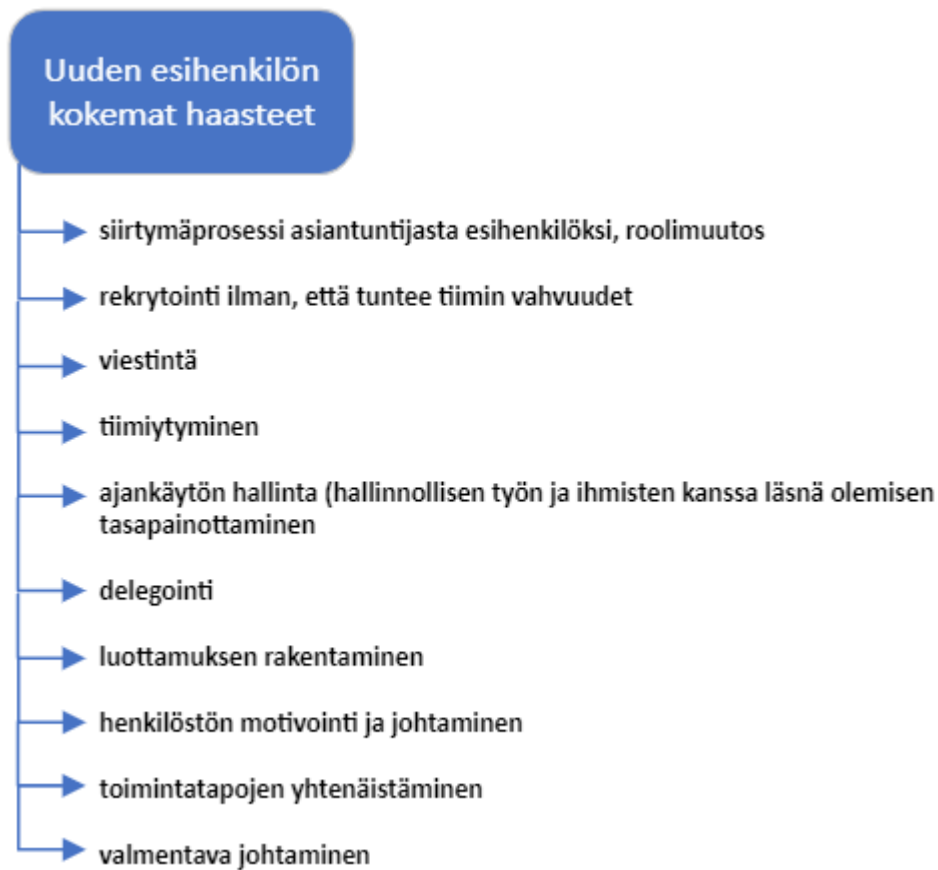 Uuden esihenkilön
kokemat haasteet
siirtymäprosessi asiantuntijasta esihenkilöksi, roolimuutos
rekrytointi ilman, että tuntee tiimin vahvuudet
viestintä
tiimiytyminen
ajankäytön hallinta (hallinnollisen työn ja ihmisten kanssa läsnä olemisen
tasapainottaminen
delegointi
luottamuksen rakentaminen
henkilöstön motivointi ja johtaminen
toimintatapojen yhtenäistäminen
valmentava johtaminen